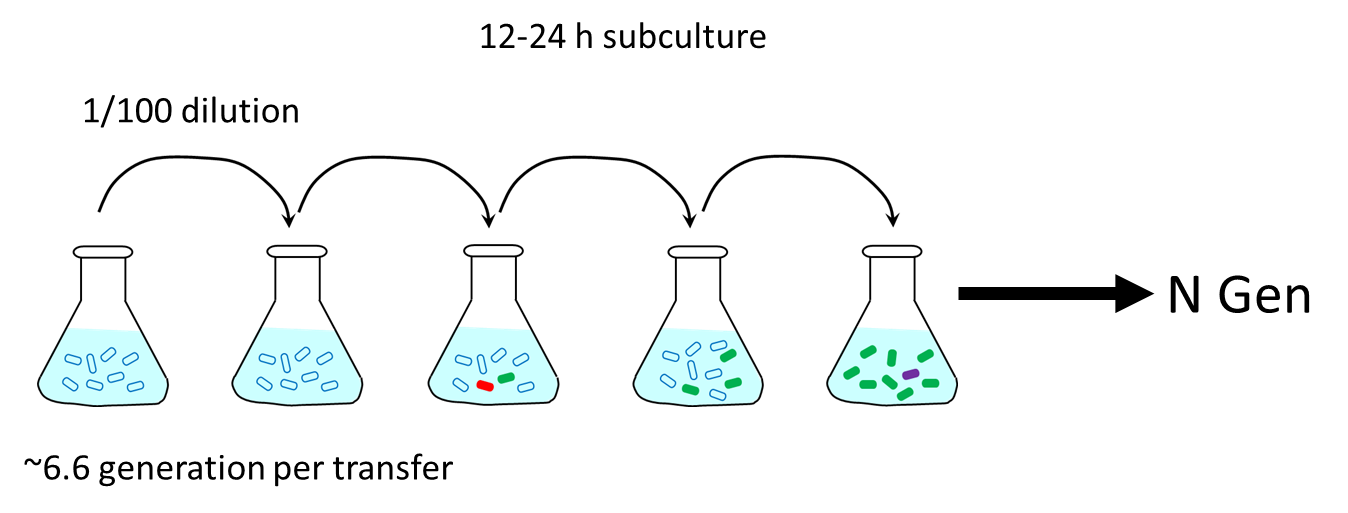 12-24 h subculture
1/100 dilution
N Gen
~6.6 generation per transfer